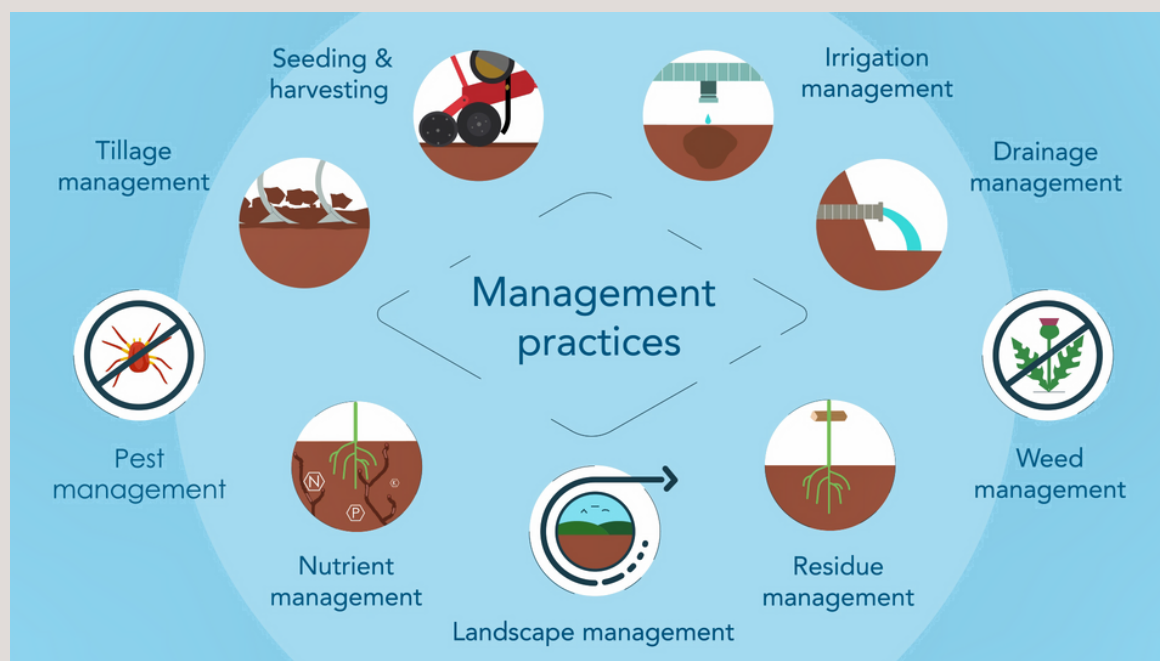 Seeding &
harvesting
Irrigation
management
Tillage
management
Drainage
management
Management
practices
Pest
management
Weed
management
N
P
K
Nutrient
management
Residue
management
Landscape management